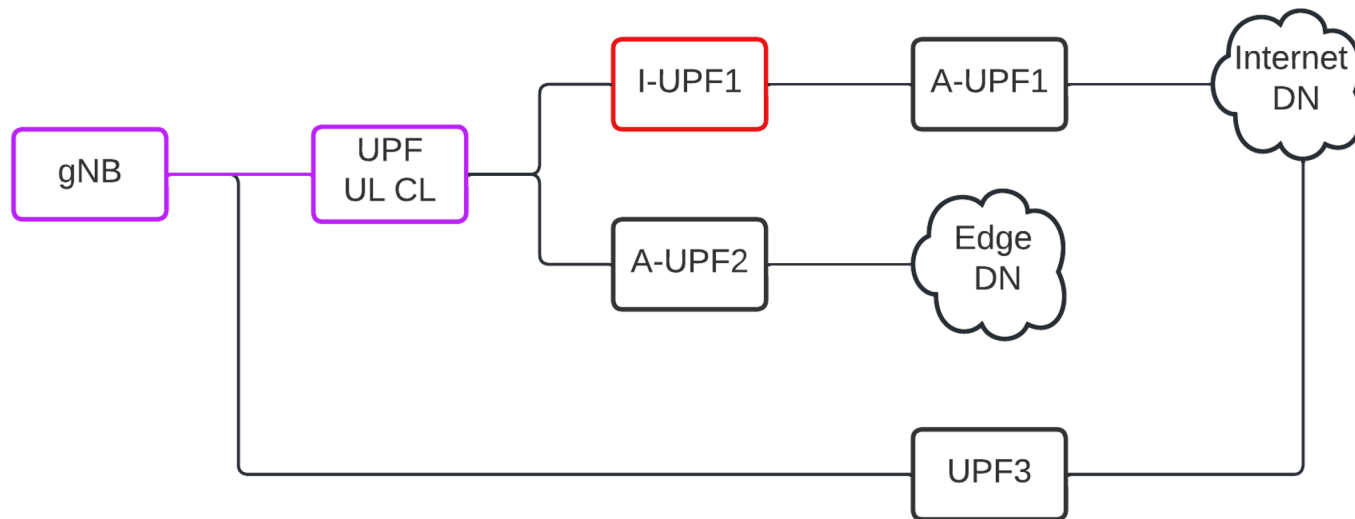 Internet
DN
I-UPF1
A-UPF1
gNB
UPF
UL CL
A-UPF2
Edge
DN
UPF3